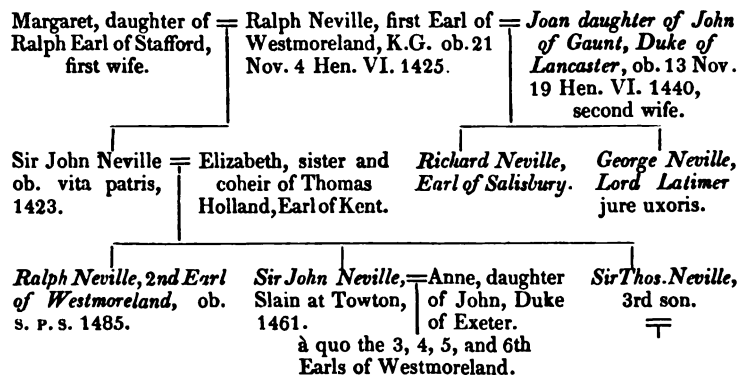 Margaret, daughter of = Ralph Neville, first Earl of = Joan daughter of John
Ralph Earl of Stafford, Westmoreland, K.G. ob. 21 of Gaunt, Duke of
first wife. Nov. 4 Hen. VI. 1425. Lancaster, ob. 13 Nov.
19 Hen. VI. 1440,
second wife.
Sir John Neville = Elizabeth, sister and Richard Neville, George Neville,
ob. vita patris, coheir of Thomas Earl of Salisbury. Lord Latimer
1423. Holland, Earl of Kent. jure uxoris.
Ralph Neville, 2nd Earl Sir John Neville, = Anne, daughter Sir Thos. Neville,
of Westmoreland, ob. Slain at Towton, of John, Duke 3rd son.
S. P. S. 1485. 1461. of Exeter.
à quo the 3, 4, 5, and 6th
Earls of Westmoreland.